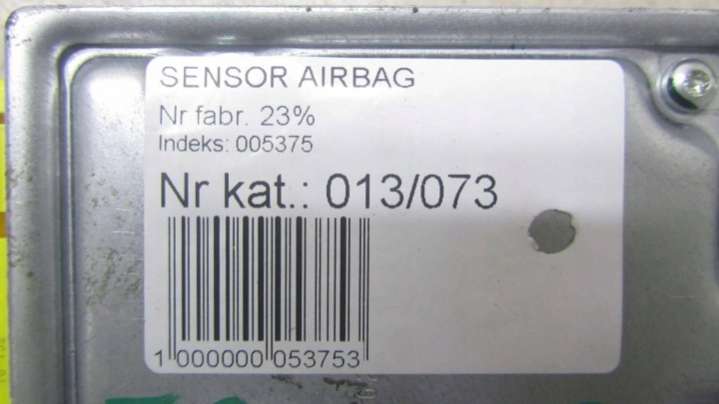 SENSOR AIRBAG
Nr fabr. 23%
Indeks: 005375
Nr kat.: 013/073
1 000000 053753